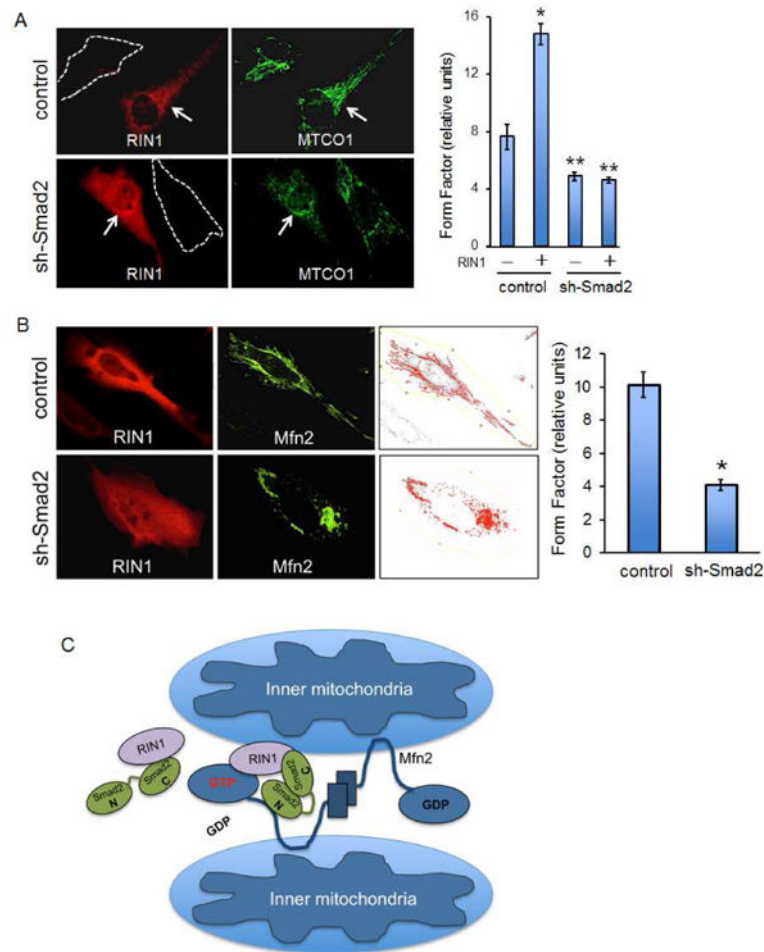 A
control
RIN1
MTCO1
sh-Smad2
RIN1
MTCO1
Form Factor (relative units)
16
12
8
4
0
*
**
**
RIN1
–
+
–
+
control
sh-Smad2
B
control
RIN1
Mfn2
sh-Smad2
RIN1
Mfn2
Form Factor (relative units)
12
10
8
6
4
2
0
*
control
sh-Smad2
C
Inner mitochondria
RIN1
Smad2
N
Smad2
C
RIN1
GTP
Smad2
C
Smad2
N
GDP
Mfn2
GDP
Inner mitochondria